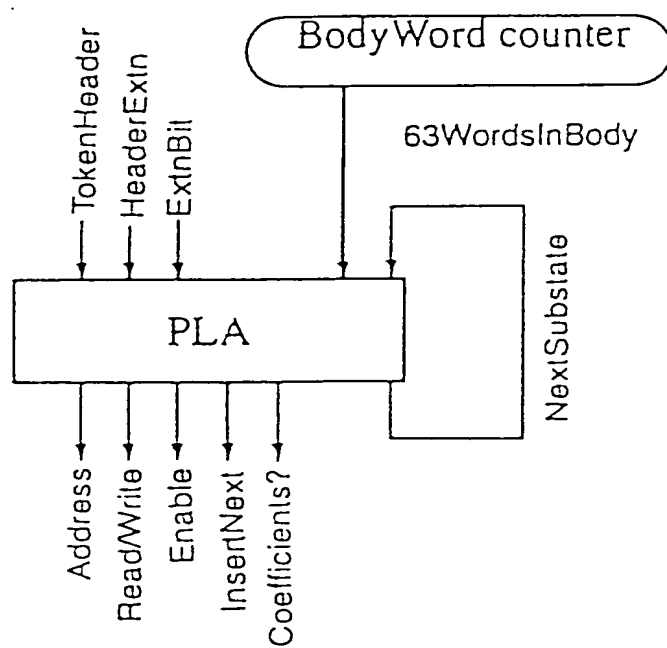 BodyWord counter
63WordsInBody
TokenHeader
HeaderExtn
ExtnBit
PLA
NextSubstate
Address
Read/Write
Enable
InsertNext
Coefficients?